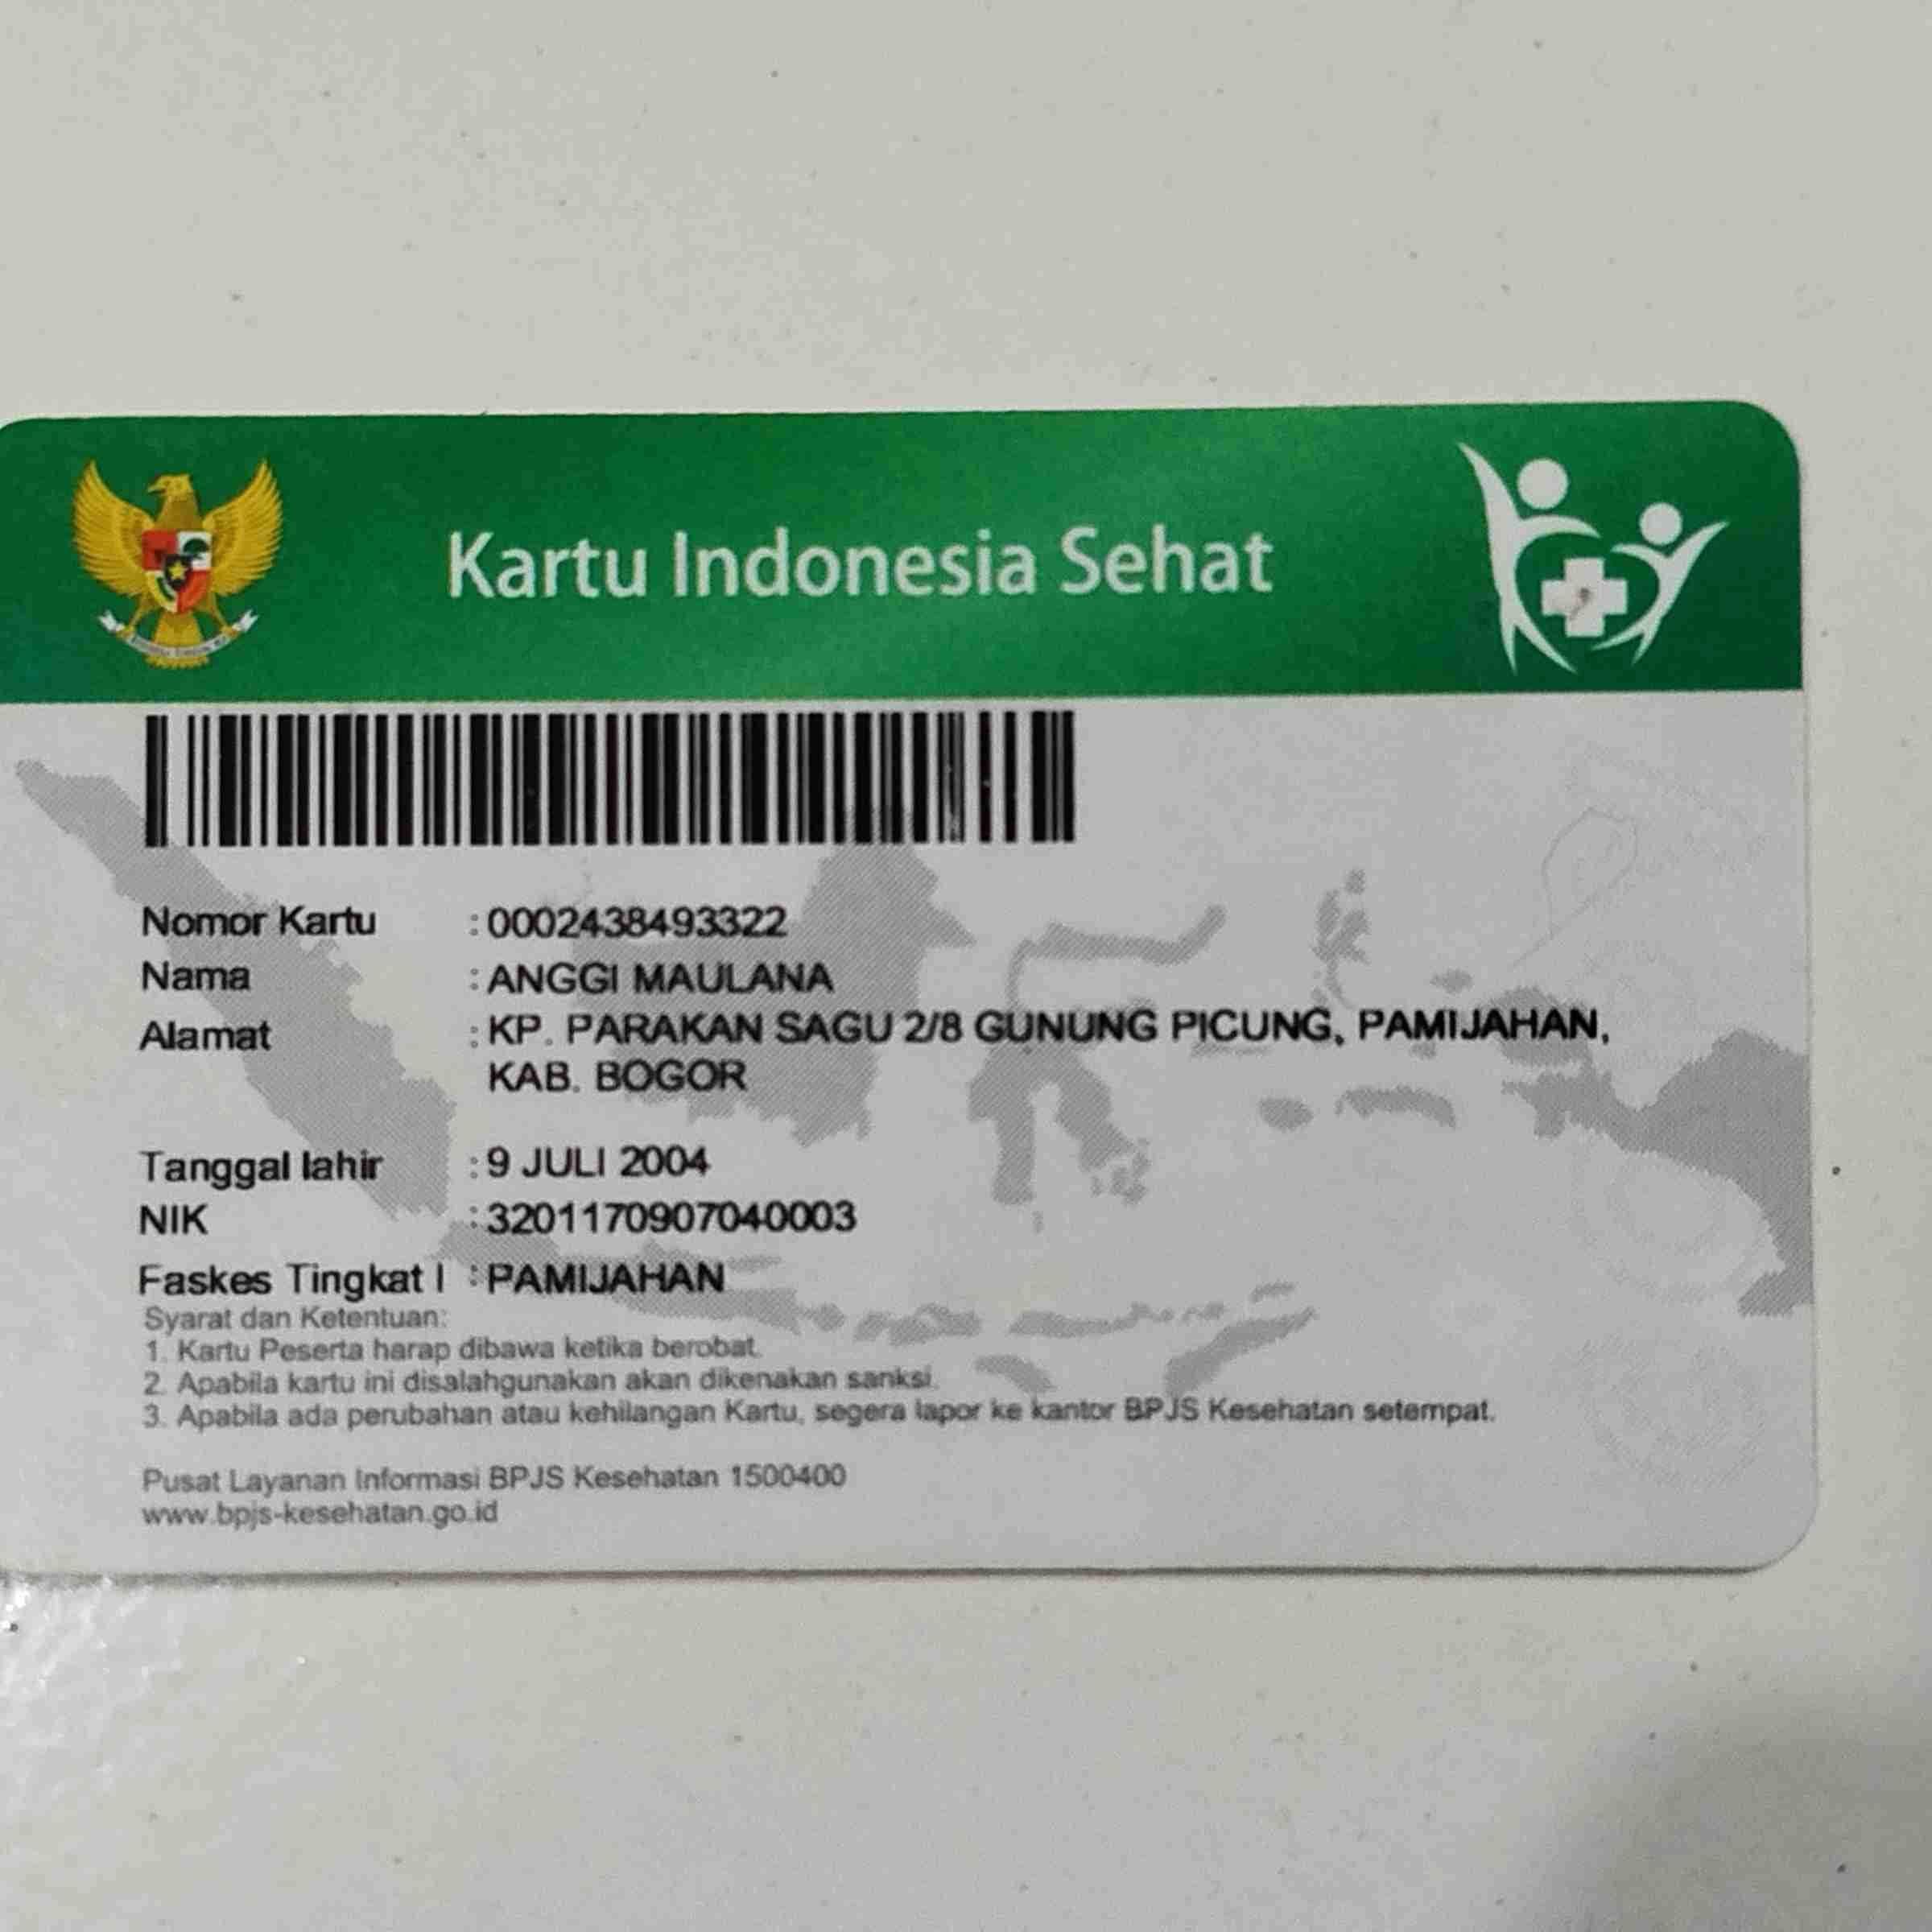 Kartu Indonesia Sehat
Nomor Kartu : 0002438493322
Nama : ANGGI MAULANA
Alamat : KP. PARAKAN SAGU 2/8 GUNUNG PICUNG, PAMIJAHAN,
KAB. BOGOR
Tanggal lahir : 9 JULI 2004
NIK : 3201170907040003
Faskes Tingkat I : PAMIJAHAN
Syarat dan Ketentuan:
1. Kartu Peserta harap dibawa ketika berobat.
2. Apabila kartu ini disalahgunakan akan dikenakan sanksi.
3. Apabila ada perubahan atau kehilangan Kartu, segera lapor ke kantor BPJS Kesehatan setempat.
Pusat Layanan Informasi BPJS Kesehatan 1500400
www.bpjs-kesehatan.go.id